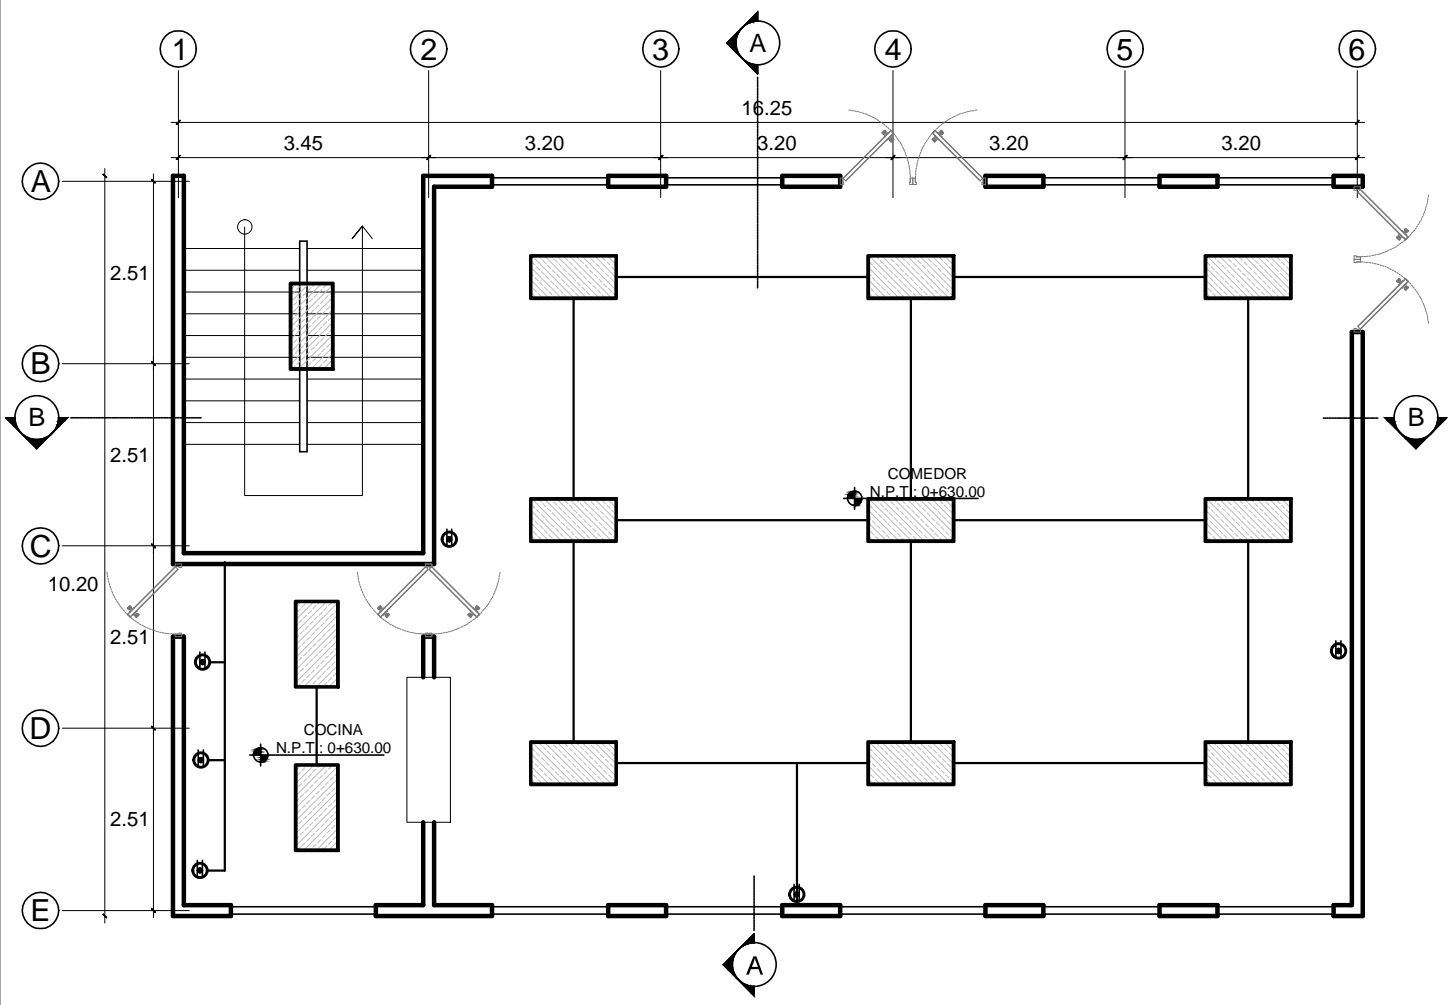 1 2 3 A 4 5 6
16.25
3.45 3.20 3.20 3.20 3.20
A
2.51
B
B B
2.51
COMEDOR
N.P.T.: 0+630.00
C
10.20
2.51
D
COCINA
N.P.T.: 0+630.00
2.51
E
A